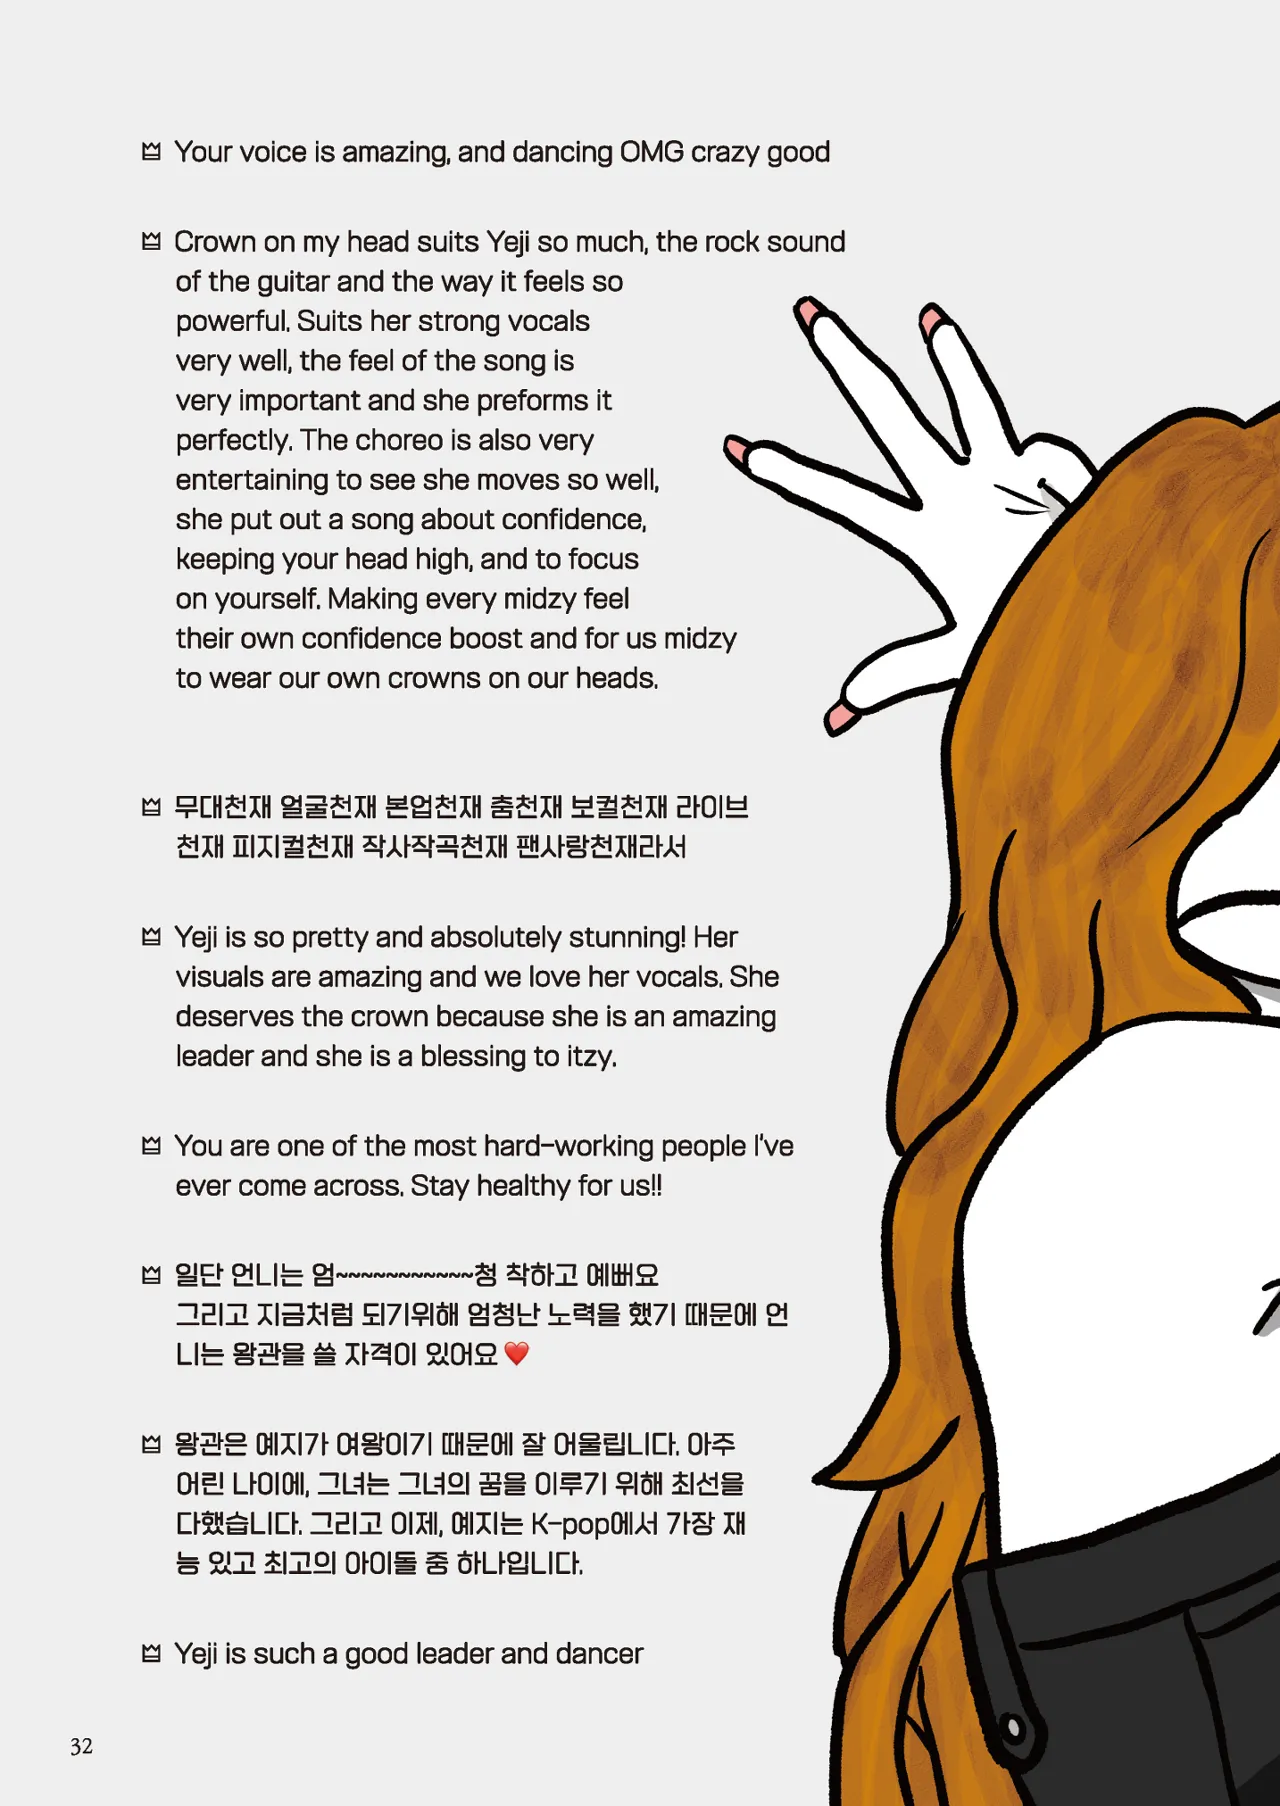 Your voice is amazing, and dancing OMG crazy good
Crown on my head suits Yeji so much, the rock sound
of the guitar and the way it feels so
powerful. Suits her strong vocals
very well, the feel of the song is
very important and she preforms it
perfectly. The choreo is also very
entertaining to see she moves so well,
she put out a song about confidence,
keeping your head high, and to focus
on yourself. Making every midzy feel
their own confidence boost and for us midzy
to wear our own crowns on our heads.
무대천재 얼굴천재 본업천재 춤천재 보컬천재 라이브
천재 피지컬천재 작사작곡천재 팬사랑천재라서
Yeji is so pretty and absolutely stunning! Her
visuals are amazing and we love her vocals. She
deserves the crown because she is an amazing
leader and she is a blessing to itzy.
You are one of the most hard-working people I've
ever come across. Stay healthy for us!!
일단 언니는 엄~~~~~~~~~~~청 착하고 예뻐요
그리고 지금처럼 되기위해 엄청난 노력을 했기 때문에 언
니는 왕관을 쓸 자격이 있어요 ❤️
왕관은 예지가 여왕이기 때문에 잘 어울립니다. 아주
어린 나이에, 그녀는 그녀의 꿈을 이루기 위해 최선을
다했습니다. 그리고 이제, 예지는 K-pop에서 가장 재
능 있고 최고의 아이돌 중 하나입니다.
Yeji is such a good leader and dancer
32